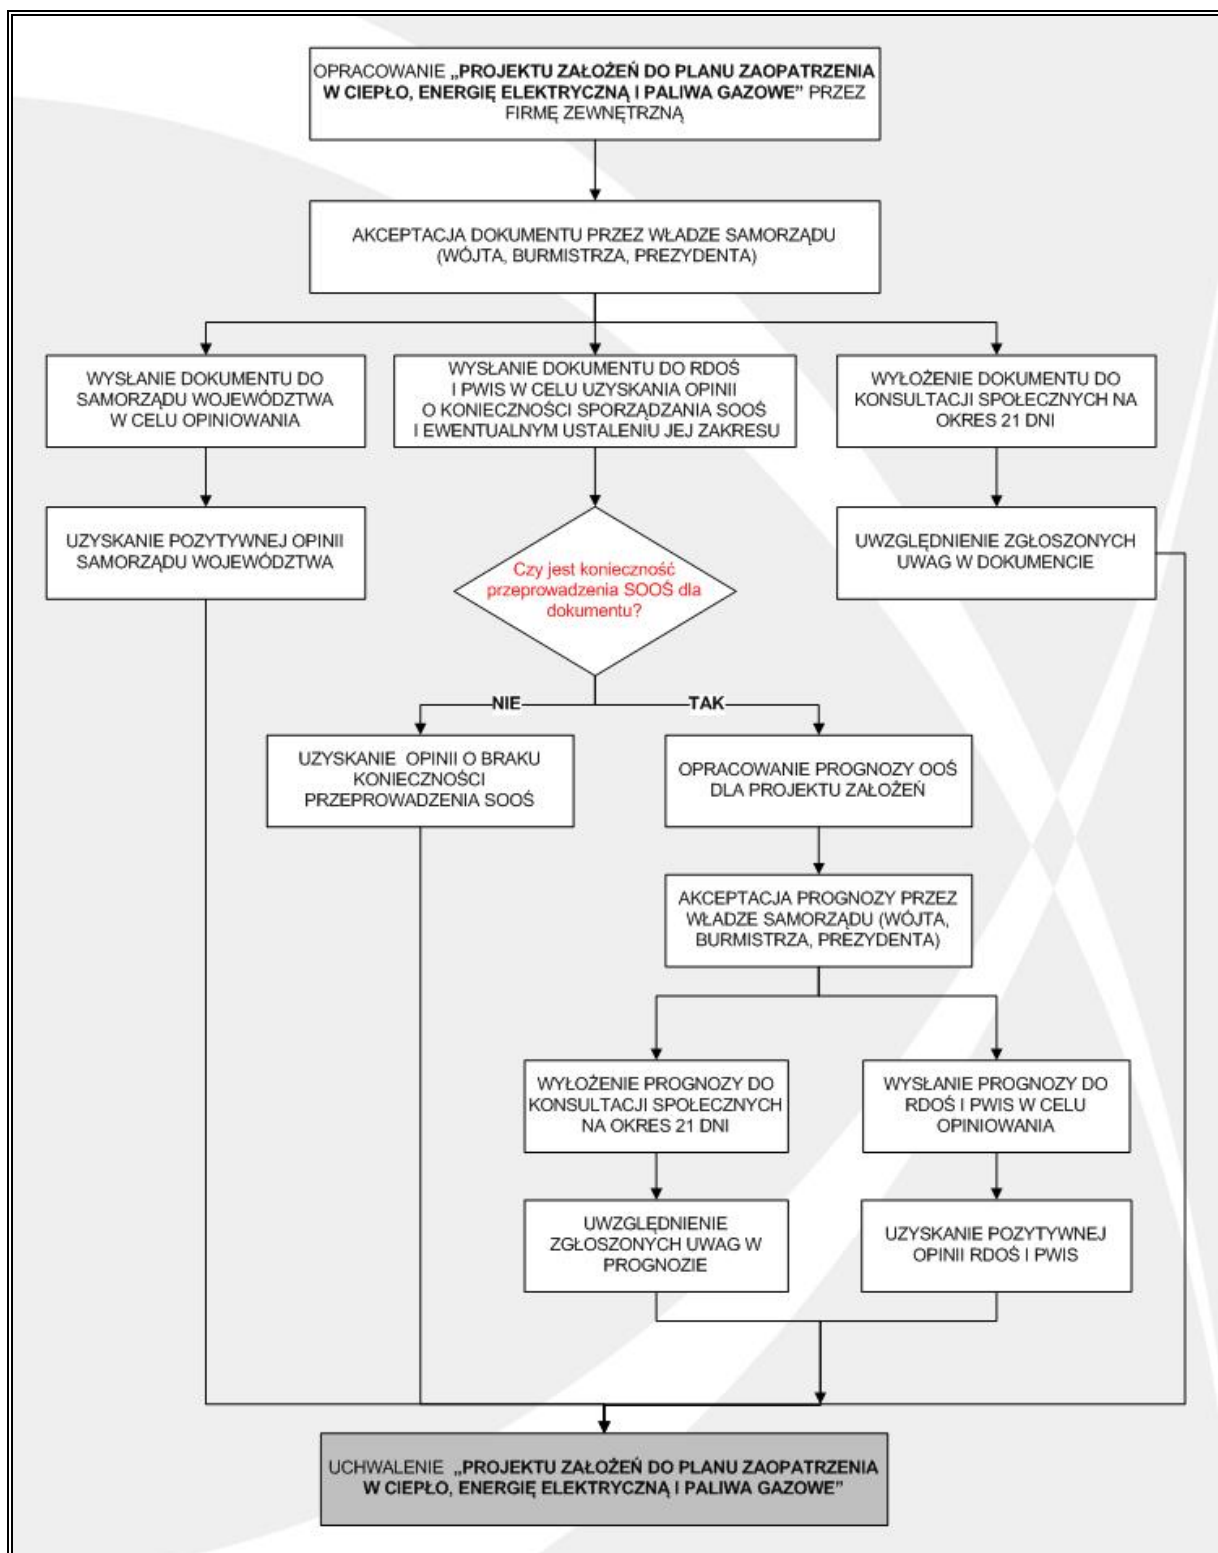 OPRACOWANIE „PROJEKTU ZAŁOŻEŃ DO PLANU ZAOPATRZENIA
W CIEPŁO, ENERGIĘ ELEKTRYCZNĄ I PALIWA GAZOWE” PRZEZ
FIRMĘ ZEWNĘTRZNĄ
AKCEPTACJA DOKUMENTU PRZEZ WŁADZE SAMORZĄDU
(WÓJTA, BURMISTRZA, PREZYDENTA)
WYSŁANIE DOKUMENTU DO
SAMORZĄDU WOJEWÓDZTWA
W CELU OPINIOWANIA
WYSŁANIE DOKUMENTU DO RDOŚ
I PWIS W CELU UZYSKANIA OPINII
O KONIECZNOŚCI SPORZĄDZANIA SOOŚ
I EWENTUALNYM USTALENIU JEJ ZAKRESU
WYŁOŻENIE DOKUMENTU DO
KONSULTACJI SPOŁECZNYCH NA
OKRES 21 DNI
UZYSKANIE POZYTYWNEJ OPINII
SAMORZĄDU WOJEWÓDZTWA
Czy jest konieczność
przeprowadzenia SOOŚ dla
dokumentu?
UWZGLĘDNIENIE ZGŁOSZONYCH
UWAG W DOKUMENCIE
NIE
TAK
UZYSKANIE OPINII O BRAKU
KONIECZNOŚCI
PRZEPROWADZENIA SOOŚ
OPRACOWANIE PROGNOZY OOŚ
DLA PROJEKTU ZAŁOŻEŃ
AKCEPTACJA PROGNOZY PRZEZ
WŁADZE SAMORZĄDU (WÓJTA,
BURMISTRZA, PREZYDENTA)
WYŁOŻENIE PROGNOZY DO
KONSULTACJI SPOŁECZNYCH
NA OKRES 21 DNI
WYSŁANIE PROGNOZY DO
RDOŚ I PWIS W CELU
OPINIOWANIA
UWZGLĘDNIENIE
ZGŁOSZONYCH UWAG W
PROGNOZIE
UZYSKANIE POZYTYWNEJ
OPINII RDOŚ I PWIS
UCHWALENIE „PROJEKTU ZAŁOŻEŃ DO PLANU ZAOPATRZENIA
W CIEPŁO, ENERGIĘ ELEKTRYCZNĄ I PALIWA GAZOWE”